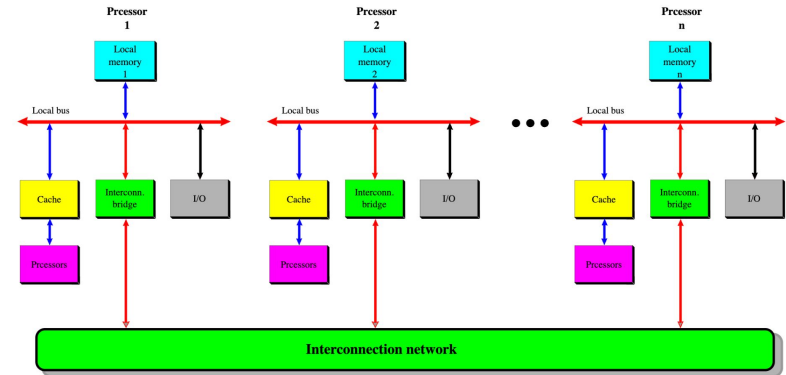 Prcessor
1
Local
memory
1
Local bus
Cache
Interconn.
bridge
I/O
Prcessors
Prcessor
2
Local
memory
2
Local bus
Cache
Interconn.
bridge
I/O
Prcessors
Prcessor
n
Local
memory
n
Local bus
Cache
Interconn.
bridge
I/O
Prcessors
Interconnection network